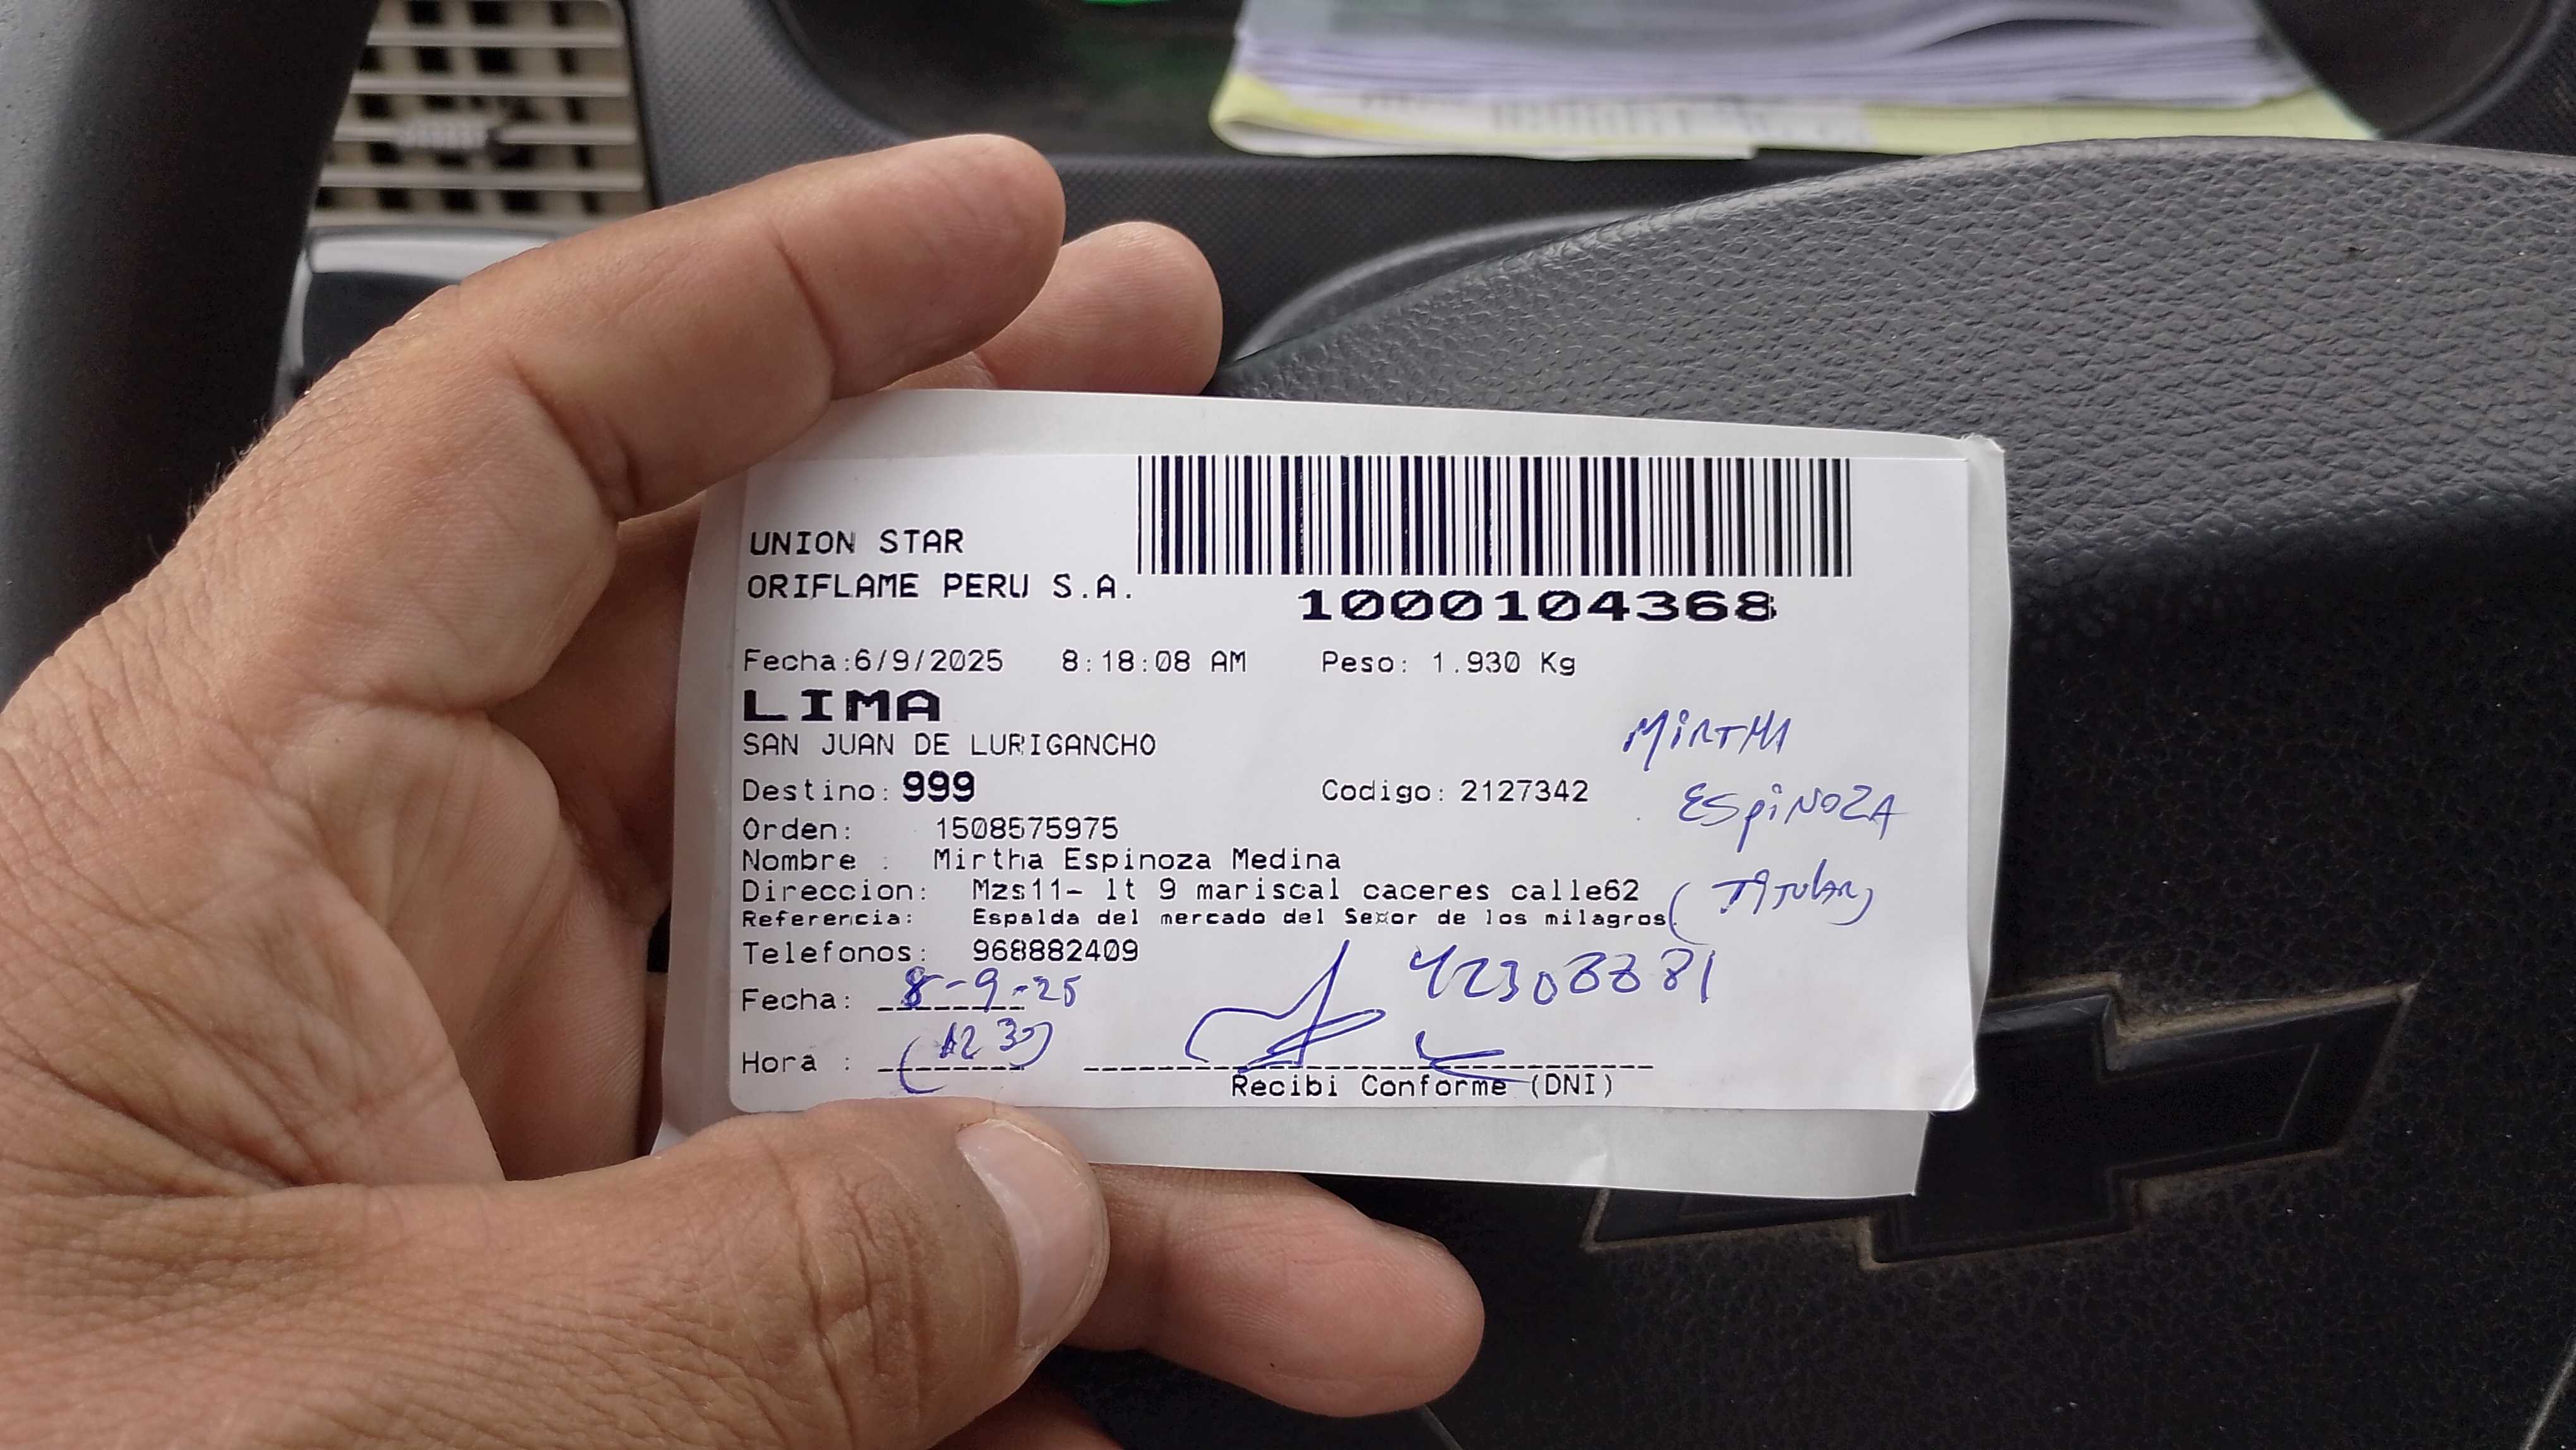 UNION STAR
ORIFLAME PERU S.A.
1000104368
Fecha:6/9/2025 8:18:08 AM Peso: 1.930 Kg
LIMA
SAN JUAN DE LURIGANCHO
MiRTHA
Destino: 999 Codigo: 2127342
ESpiNOZA
Orden: 1508575975
Nombre : Mirtha Espinoza Medina
Direccion: Mzs11- lt 9 mariscal caceres calle62
(TiTulAR)
Referencia: Espalda del mercado del Se¤or de los milagros.
Telefonos: 968882409
Fecha: 8-9-25
Hora : (12 30)
Recibi Conforme (DNI)